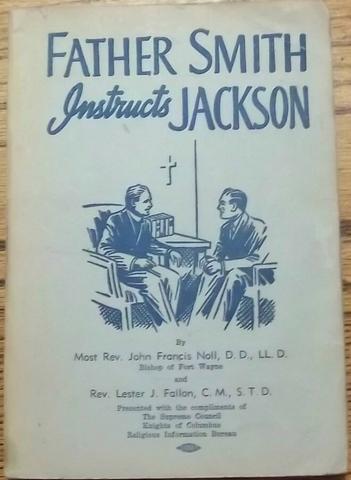 FATHER SMITH
Instructs JACKSON
By
Most Rev. John Francis Noll, D. D., LL. D.
Bishop of Fort Wayne
and
Rev. Lester J. Fallon, C. M., S. T. D.
Presented with the compliments of
The Supreme Council
Knights of Columbus
Religious Information Bureau